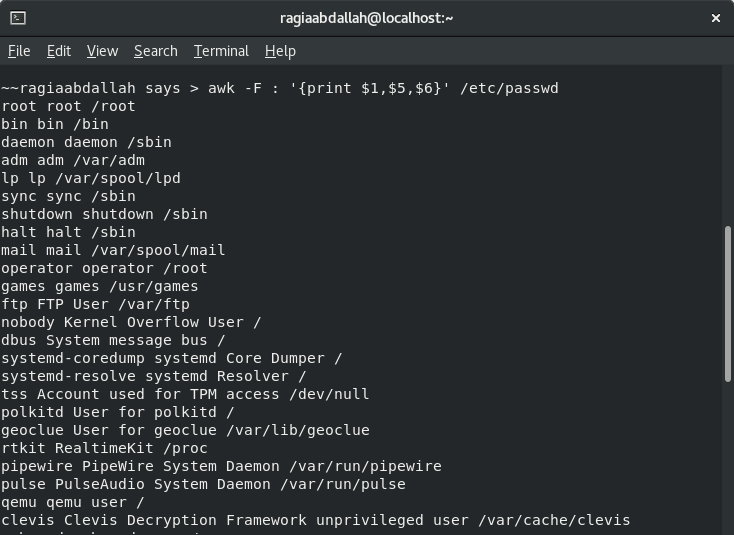 ragiaabdallah@localhost:~
File Edit View Search Terminal Help
~~ragiaabdallah says > awk -F : '{print $1,$5,$6}' /etc/passwd
root root /root
bin bin /bin
daemon daemon /sbin
adm adm /var/adm
lp lp /var/spool/lpd
sync sync /sbin
shutdown shutdown /sbin
halt halt /sbin
mail mail /var/spool/mail
operator operator /root
games games /usr/games
ftp FTP User /var/ftp
nobody Kernel Overflow User /
dbus System message bus /
systemd-coredump systemd Core Dumper /
systemd-resolve systemd Resolver /
tss Account used for TPM access /dev/null
polkitd User for polkitd /
geoclue User for geoclue /var/lib/geoclue
rtkit RealtimeKit /proc
pipewire PipeWire System Daemon /var/run/pipewire
pulse PulseAudio System Daemon /var/run/pulse
qemu qemu user /
clevis Clevis Decryption Framework unprivileged user /var/cache/clevis